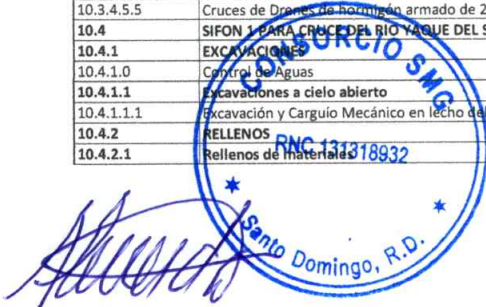 10.3.4.5.5 Cruces de Drones de hormigón armado de 2
10.4 SIFON 1 PARA CRUCE DEL RIO YAQUE DEL S
10.4.1 EXCAVACIONES
10.4.1.0 Control de Aguas
10.4.1.1 Excavaciones a cielo abierto
10.4.1.1.1 Excavación y Carguío Mecánico en lecho del
10.4.2 RELLENOS
10.4.2.1 Rellenos de materiales
CONSORCIO SMG
RNC 131318932
Santo Domingo, R.D.